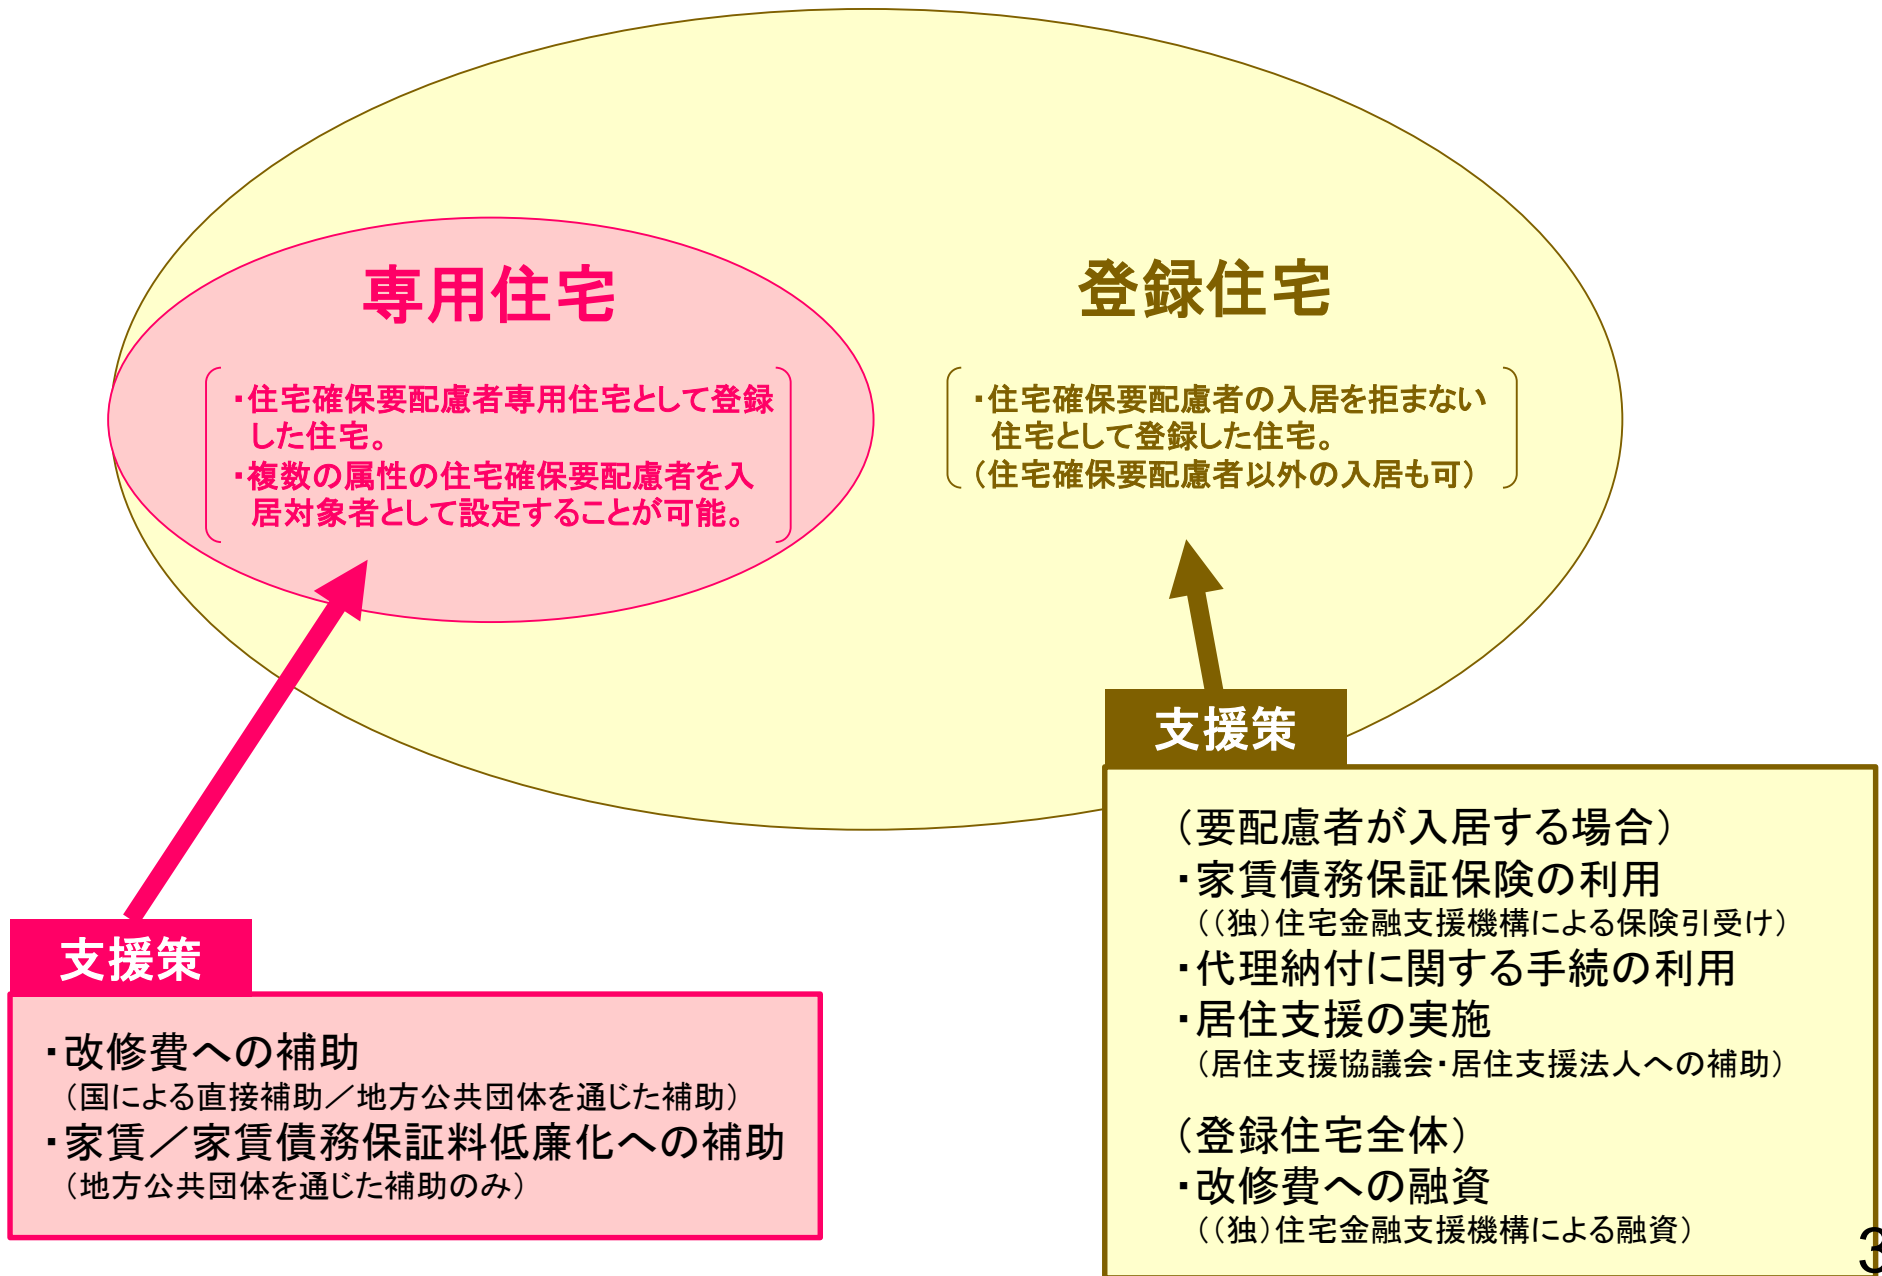 専用住宅
・住宅確保要配慮者専用住宅として登録
した住宅。
・複数の属性の住宅確保要配慮者を入
居対象者として設定することが可能。
登録住宅
・住宅確保要配慮者の入居を拒まない
住宅として登録した住宅。
（住宅確保要配慮者以外の入居も可）
支援策
・改修費への補助
（国による直接補助／地方公共団体を通じた補助）
・家賃／家賃債務保証料低廉化への補助
（地方公共団体を通じた補助のみ）
支援策
（要配慮者が入居する場合）
・家賃債務保証保険の利用
（（独）住宅金融支援機構による保険引受け）
・代理納付に関する手続の利用
・居住支援の実施
（居住支援協議会・居住支援法人への補助）
（登録住宅全体）
・改修費への融資
（（独）住宅金融支援機構による融資）
3